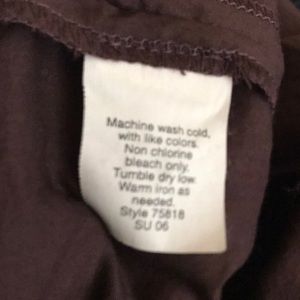 Machine wash cold,
with like colors.
Non chlorine
bleach only.
Tumble dry low.
Warm iron as
needed.
Style 75818
SU 06